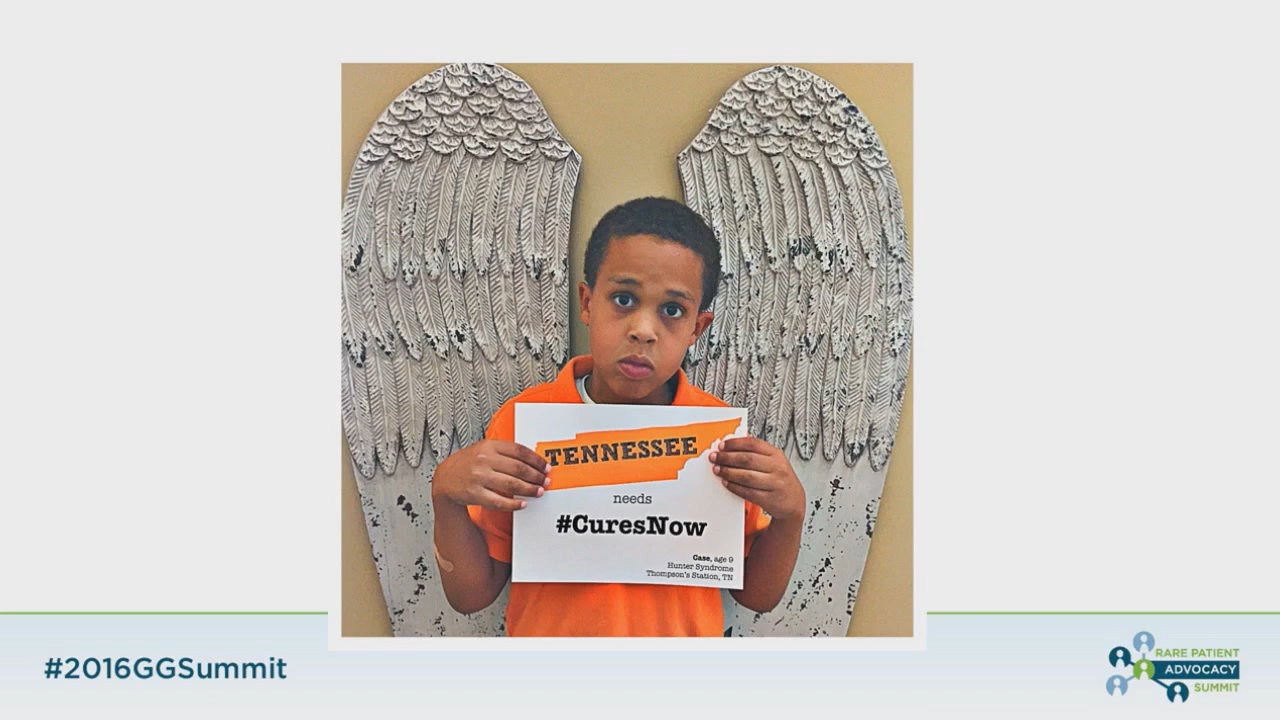 TENNESSEE
needs
#CuresNow
Case, age 9
Hunter Syndrome
Thompson's Station, TN
#2016GGSummit
RARE PATIENT
ADVOCACY
SUMMIT